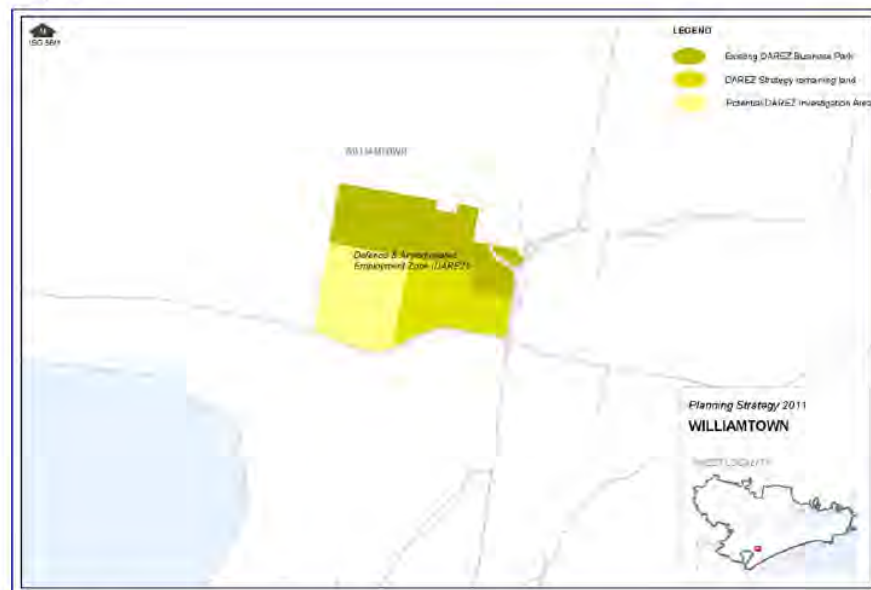 LEGEND
Existing DAREZ Business Park
DAREZ Strategy remaining land
Potential DAREZ Investigation Area
WILLIAMTOWN
Defence & Airport Related
Employment Zone (DAREZ)
Planning Strategy 2011
WILLIAMTOWN